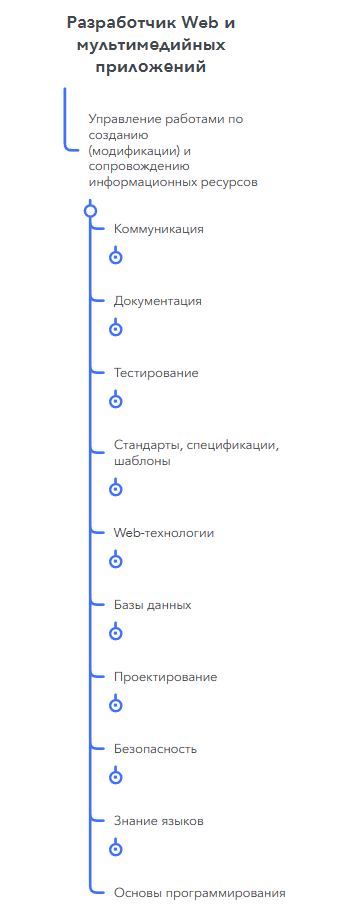 Разработчик Web и
мультимедийных
приложений
Управление работами по
созданию
(модификации) и
сопровождению
информационных ресурсов
Коммуникация
Документация
Тестирование
Стандарты, спецификации,
шаблоны
Web-технологии
Базы данных
Проектирование
Безопасность
Знание языков
Основы программирования